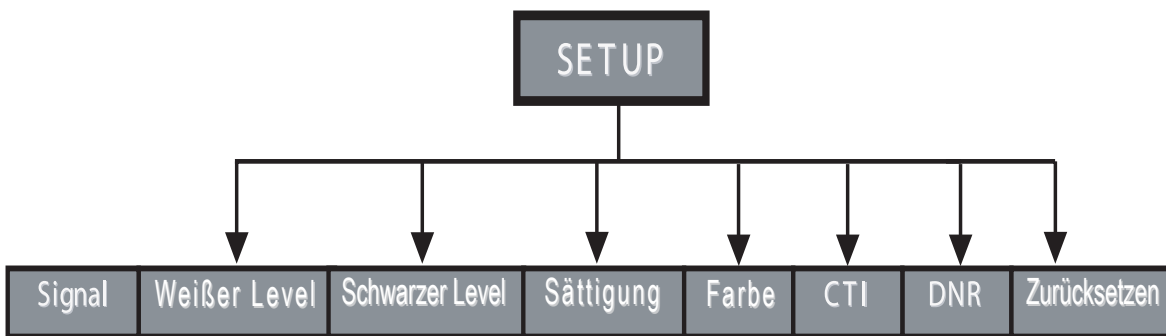 SETUP
Signal
Weißer Level
Schwarzer Level
Sättigung
Farbe
CTI
DNR
Zurücksetzen